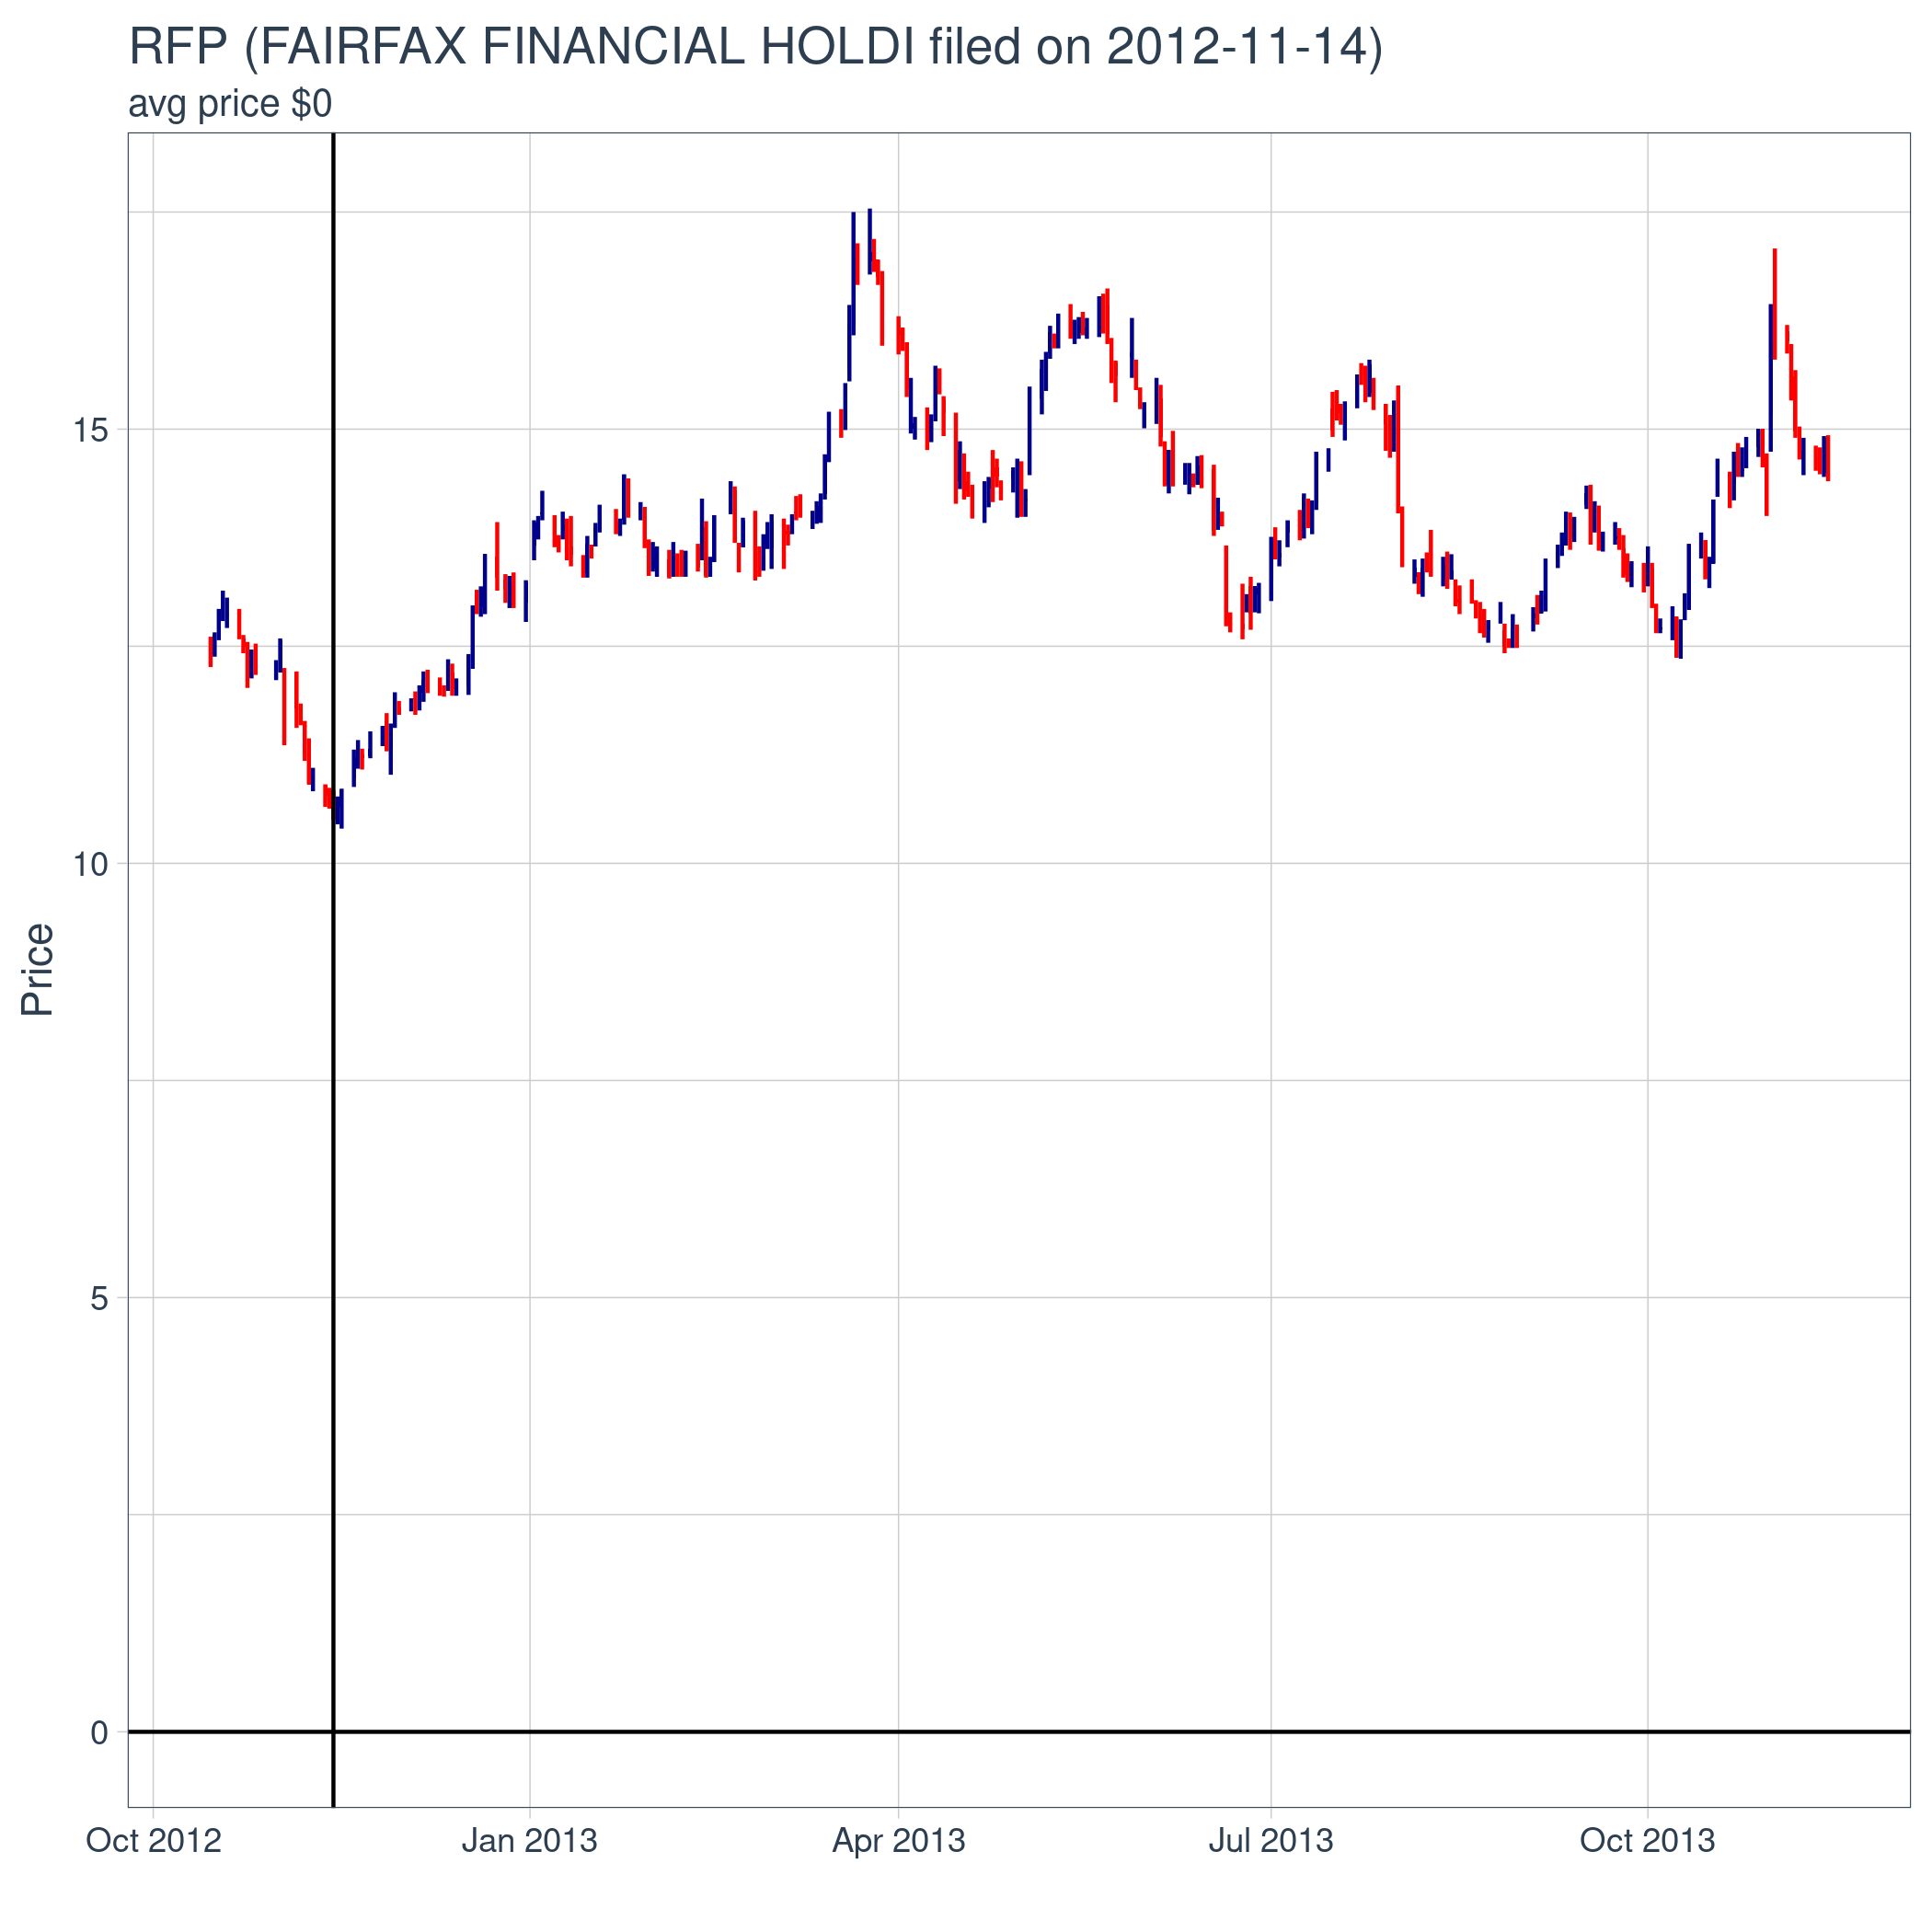 RFP (FAIRFAX FINANCIAL HOLDI filed on 2012-11-14)
avg price $0
15
10
5
0
Price
Oct 2012
Jan 2013
Apr 2013
Jul 2013
Oct 2013